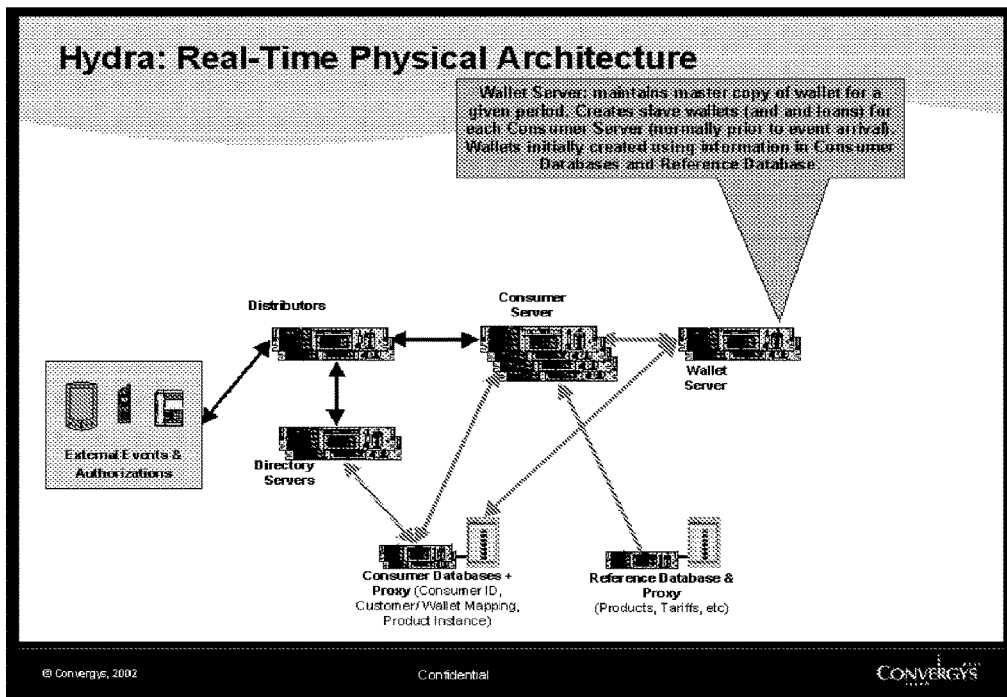 Hydra: Real-Time Physical Architecture
Wallet Server: maintains master copy of wallet for a
given period. Creates slave wallets (and and loans) for
each Consumer Server (normally prior to event arrival).
Wallets initially created using information in Consumer
Databases and Reference Database.
Distributors
Consumer
Server
Wallet
Server
External Events &
Authorizations
Directory
Servers
Consumer Databases +
Proxy (Consumer ID,
Customer/ Wallet Mapping,
Product Instance)
Reference Database &
Proxy
(Products, Tariffs, etc)
© Convergys, 2002
Confidential
CONVERGYS